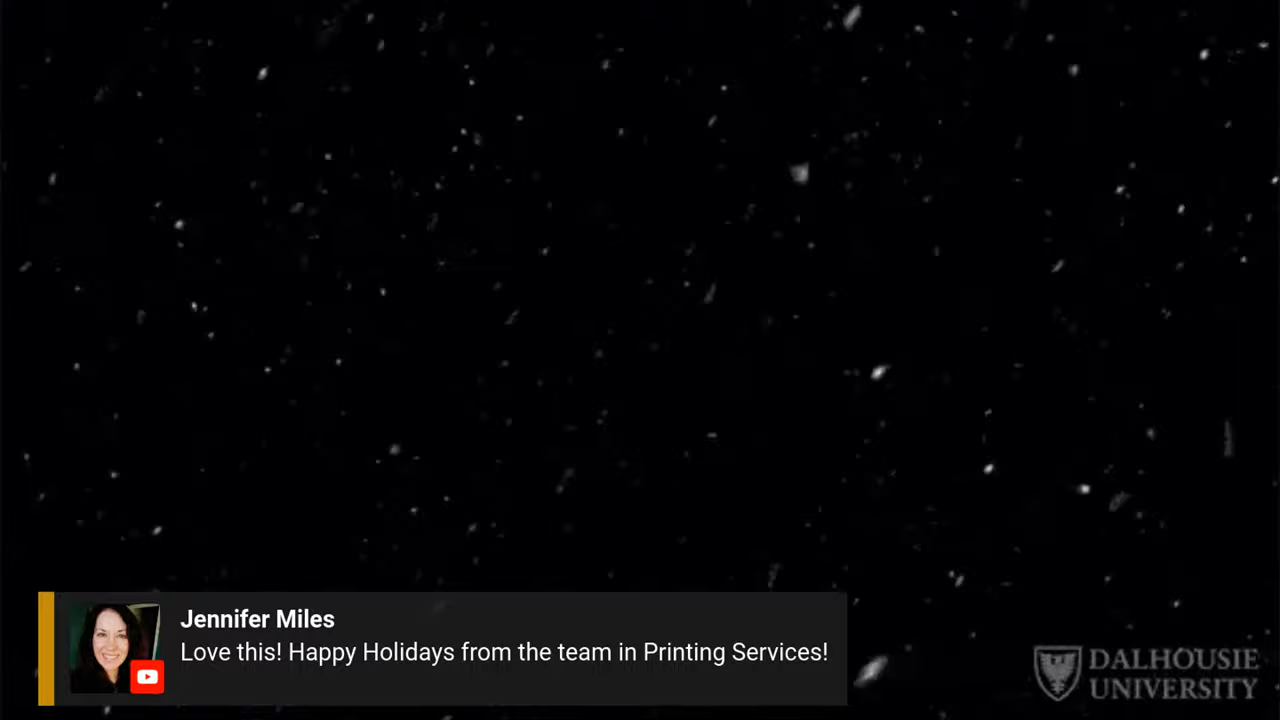 Jennifer Miles
Love this! Happy Holidays from the team in Printing Services!
DALHOUSIE
UNIVERSITY